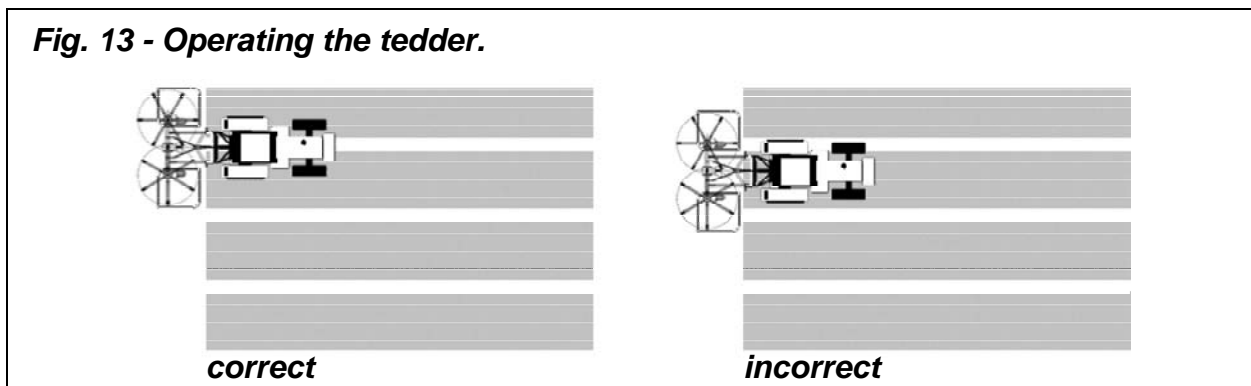 Fig. 13 - Operating the tedder.
correct
incorrect